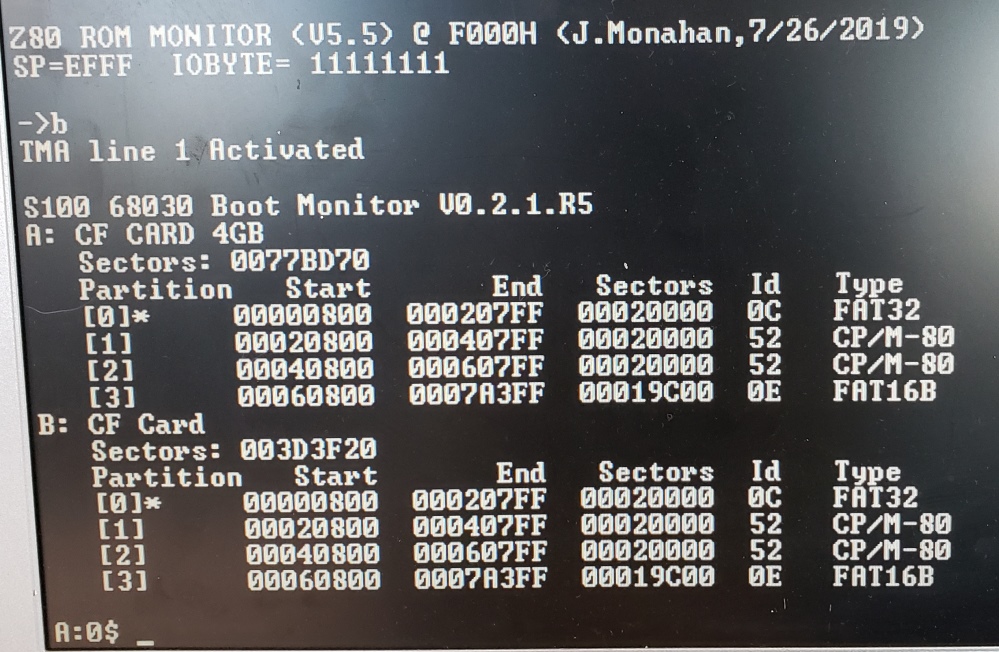 Z80 ROM MONITOR (V5.5) @ F000H (J.Monahan,7/26/2019)
SP=EFFF IOBYTE= 11111111
->b
TMA line 1 Activated
S100 68030 Boot Monitor V0.2.1.R5
A: CF CARD 4GB
Sectors: 0077BD70
Partition Start End Sectors Id Type
[0]* 00000800 000207FF 00020000 0C FAT32
[1] 00020800 000407FF 00020000 52 CP/M-80
[2] 00040800 000607FF 00020000 52 CP/M-80
[3] 00060800 0007A3FF 00019C00 0E FAT16B
B: CF Card
Sectors: 003D3F20
Partition Start End Sectors Id Type
[0]* 00000800 000207FF 00020000 0C FAT32
[1] 00020800 000407FF 00020000 52 CP/M-80
[2] 00040800 000607FF 00020000 52 CP/M-80
[3] 00060800 0007A3FF 00019C00 0E FAT16B
A:0$ _